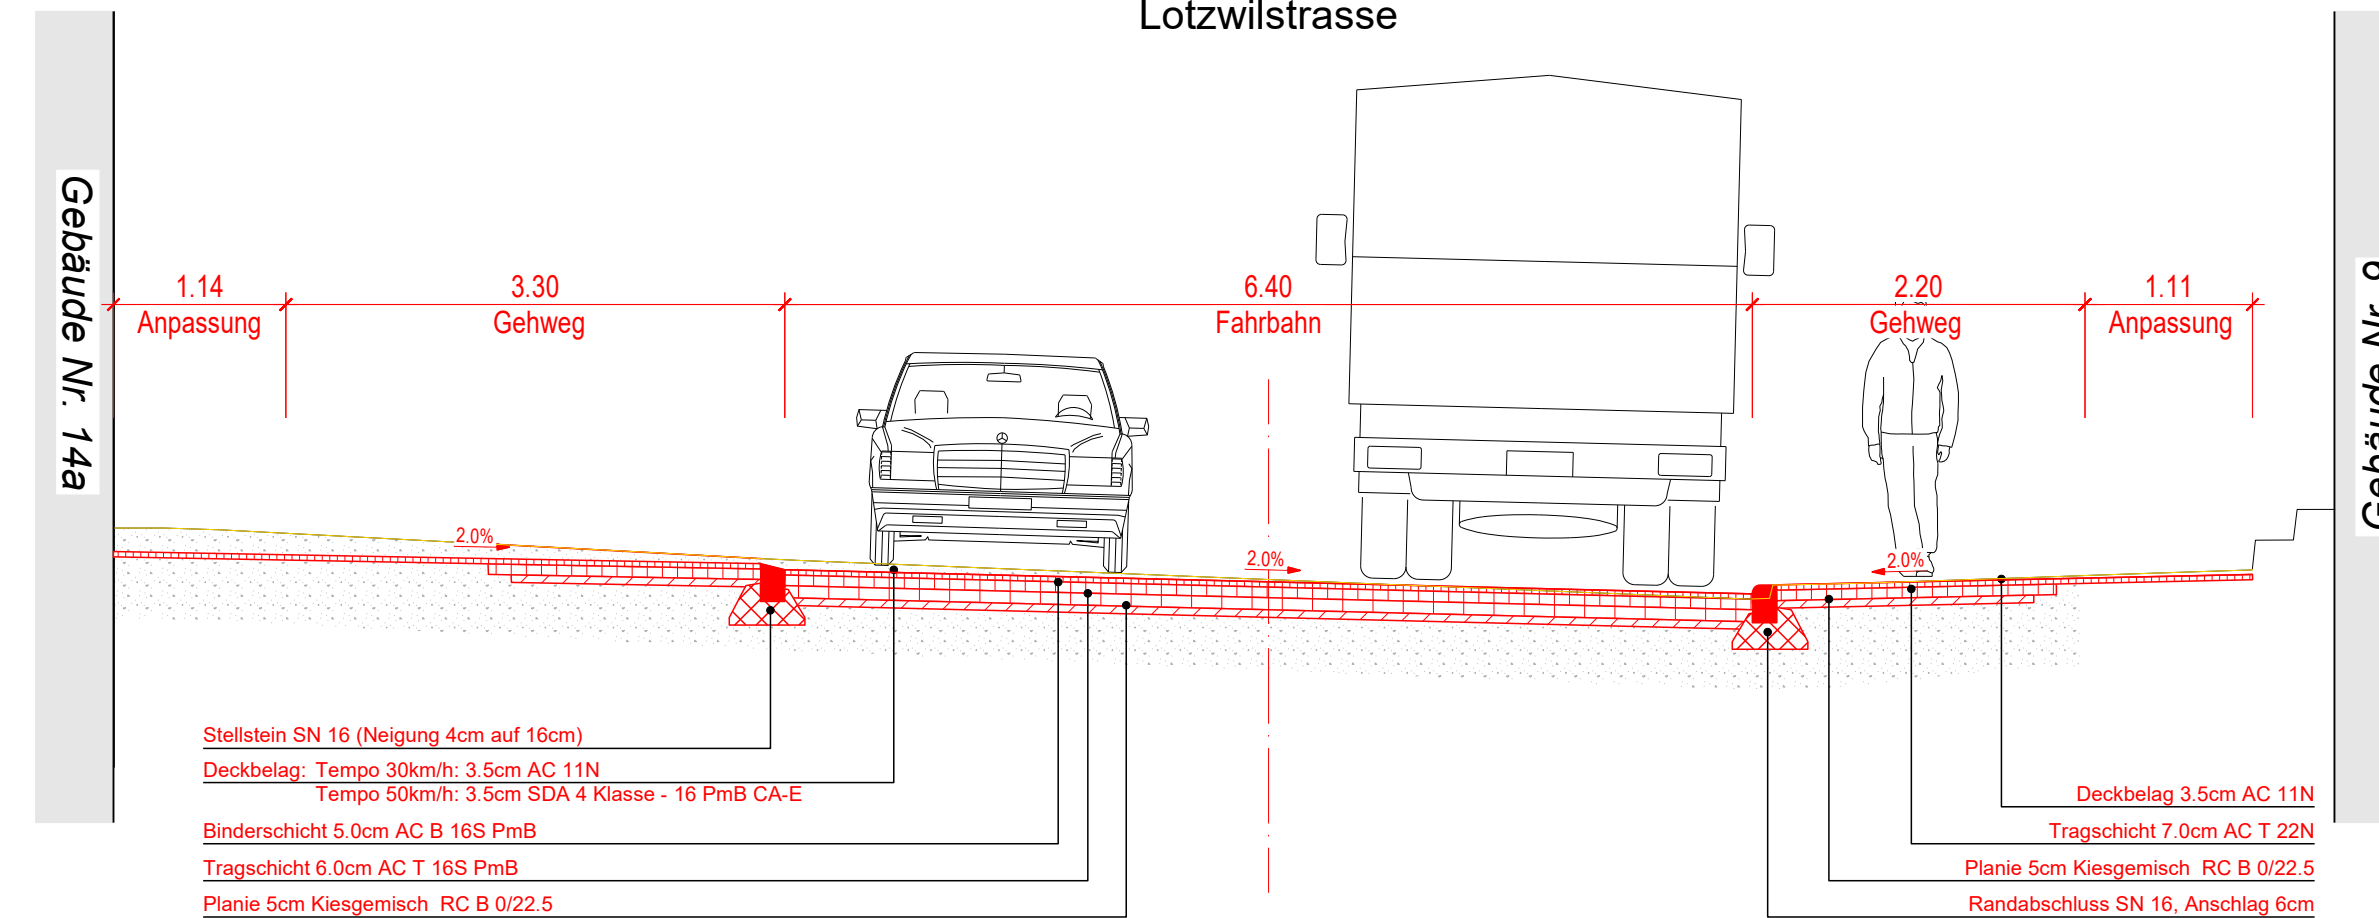 Lotzwilstrasse
Gebäude Nr. 14a
1.14
Anpassung
3.30
Gehweg
6.40
Fahrbahn
2.20
Gehweg
1.11
Anpassung
Gebäude Nr.
2.0%
2.0%
2.0%
Stellstein SN 16 (Neigung 4cm auf 16cm)
Deckbelag: Tempo 30km/h: 3.5cm AC 11N
Tempo 50km/h: 3.5cm SDA 4 Klasse - 16 PmB CA-E
Binderschicht 5.0cm AC B 16S PmB
Tragschicht 6.0cm AC T 16S PmB
Planie 5cm Kiesgemisch RC B 0/22.5
Deckbelag 3.5cm AC 11N
Tragschicht 7.0cm AC T 22N
Planie 5cm Kiesgemisch RC B 0/22.5
Randabschluss SN 16, Anschlag 6cm